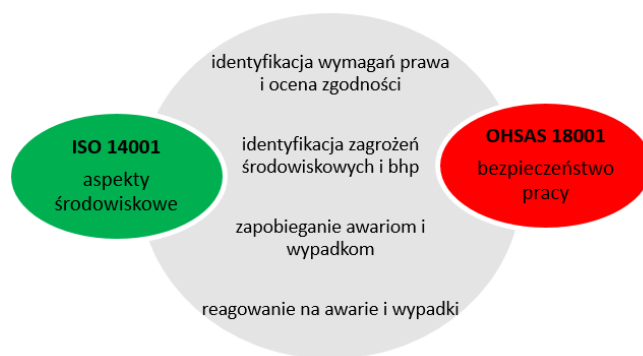 identyfikacja wymagań prawa
i ocena zgodności
ISO 14001
aspekty
środowiskowe
identyfikacja zagrożeń
środowiskowych i bhp
OHSAS 18001
bezpieczeństwo
pracy
zapobieganie awariom i
wypadkom
reagowanie na awarie i wypadki